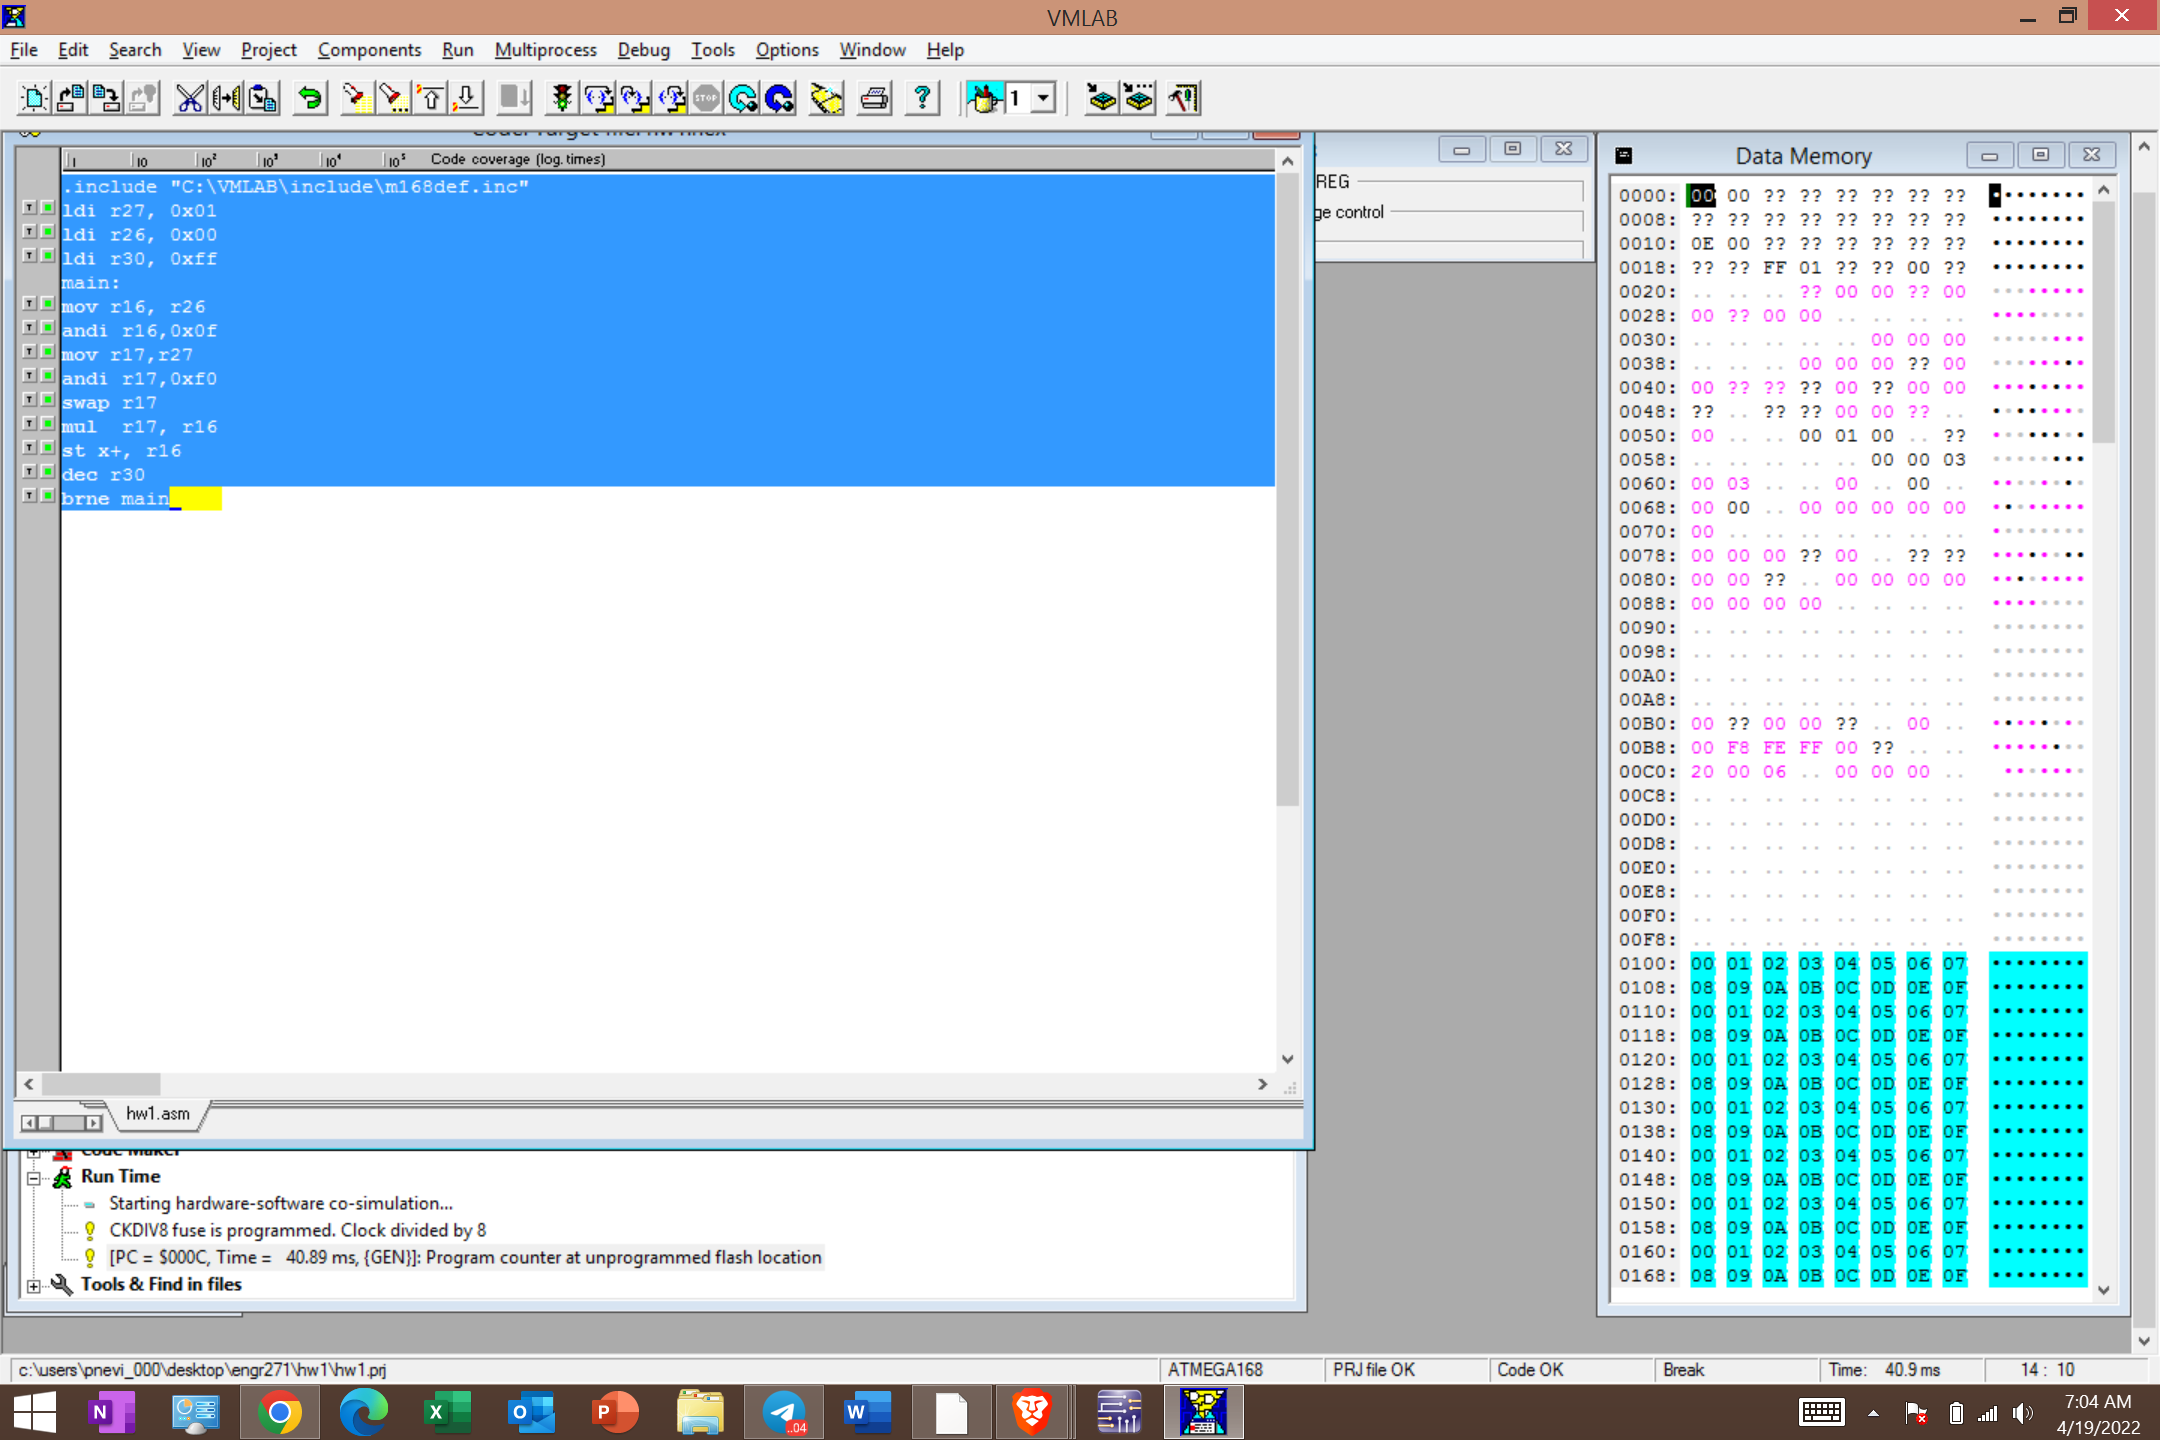 VMLAB
File Edit Search View Project Components Run Multiprocess Debug Tools Options Window Help
STOP
? 1
Code coverage (log. times)
1 10 10² 10³ 10⁴ 10⁵
.include "C:\VMLAB\include\m168def.inc"
ldi r27, 0x01
ldi r26, 0x00
ldi r30, 0xff
main:
mov r16, r26
andi r16,0x0f
mov r17,r27
andi r17,0xf0
swap r17
mul  r17, r16
st x+, r16
dec r30
brne main
hw1.asm
REG
ge control
Data Memory
0000: 00 00 ?? ?? ?? ?? ?? ??
0008: ?? ?? ?? ?? ?? ?? ?? ??
0010: 0E 00 ?? ?? ?? ?? ?? ??
0018: ?? ?? FF 01 ?? ?? 00 ??
0020: .. .. .. ?? 00 00 ?? 00
0028: 00 ?? 00 00 .. .. .. ..
0030: .. .. .. .. .. 00 00 00
0038: .. .. .. 00 00 00 ?? 00
0040: 00 ?? ?? ?? 00 ?? 00 00
0048: ?? .. ?? ?? 00 00 ?? ..
0050: 00 .. .. 00 01 00 .. ??
0058: .. .. .. .. .. 00 00 03
0060: 00 03 .. .. 00 .. 00 ..
0068: 00 00 .. 00 00 00 00 00
0070: 00 .. .. .. .. .. .. ..
0078: 00 00 00 ?? 00 .. ?? ??
0080: 00 00 ?? .. 00 00 00 00
0088: 00 00 00 00 .. .. .. ..
0090: .. .. .. .. .. .. .. ..
0098: .. .. .. .. .. .. .. ..
00A0: .. .. .. .. .. .. .. ..
00A8: .. .. .. .. .. .. .. ..
00B0: 00 ?? 00 00 ?? .. 00 ..
00B8: 00 F8 FE FF 00 ?? .. ..
00C0: 20 00 06 .. 00 00 00 ..
00C8: .. .. .. .. .. .. .. ..
00D0: .. .. .. .. .. .. .. ..
00D8: .. .. .. .. .. .. .. ..
00E0: .. .. .. .. .. .. .. ..
00E8: .. .. .. .. .. .. .. ..
00F0: .. .. .. .. .. .. .. ..
00F8: .. .. .. .. .. .. .. ..
0100: 00 01 02 03 04 05 06 07
0108: 08 09 0A 0B 0C 0D 0E 0F
0110: 00 01 02 03 04 05 06 07
0118: 08 09 0A 0B 0C 0D 0E 0F
0120: 00 01 02 03 04 05 06 07
0128: 08 09 0A 0B 0C 0D 0E 0F
0130: 00 01 02 03 04 05 06 07
0138: 08 09 0A 0B 0C 0D 0E 0F
0140: 00 01 02 03 04 05 06 07
0148: 08 09 0A 0B 0C 0D 0E 0F
0150: 00 01 02 03 04 05 06 07
0158: 08 09 0A 0B 0C 0D 0E 0F
0160: 00 01 02 03 04 05 06 07
0168: 08 09 0A 0B 0C 0D 0E 0F
Code Maker
Run Time
Starting hardware-software co-simulation...
CKDIV8 fuse is programmed. Clock divided by 8
[PC = $000C, Time =   40.89 ms, {GEN}]: Program counter at unprogrammed flash location
Tools & Find in files
c:\users\pnevi_000\desktop\engr271\hw1\hw1.prj ATMEGA168 PRJ file OK Code OK Break Time: 40.9 ms 14 : 10
N X O P ..04 W
7:04 AM
4/19/2022